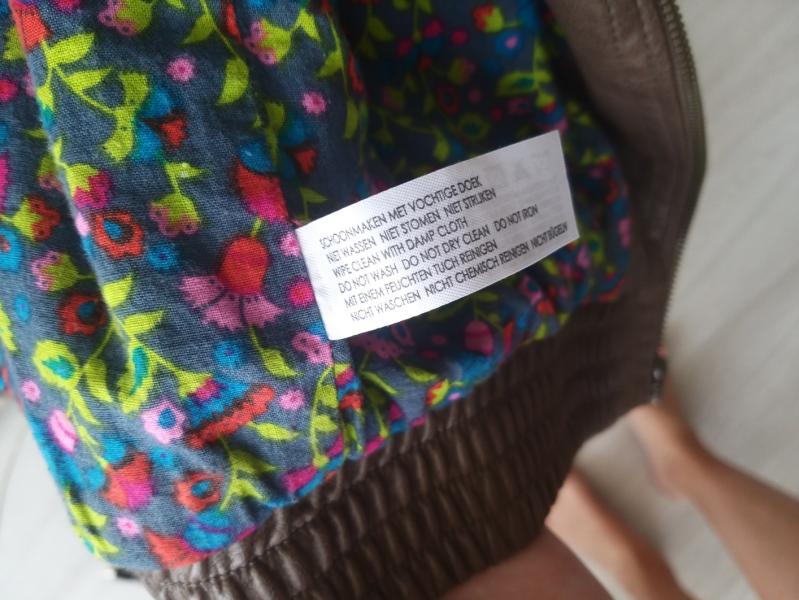 SCHOONMAKEN MET VOCHTIGE DOEK
NIET WASSEN NIET STOMEN NIET STRIJKEN
WIPE CLEAN WITH DAMP CLOTH
DO NOT WASH DO NOT DRY CLEAN DO NOT IRON
MIT EINEM FEUCHTEN TUCH REINIGEN
NICHT WASCHEN NICHT CHEMISCH REINIGEN NICHT BÜGELN